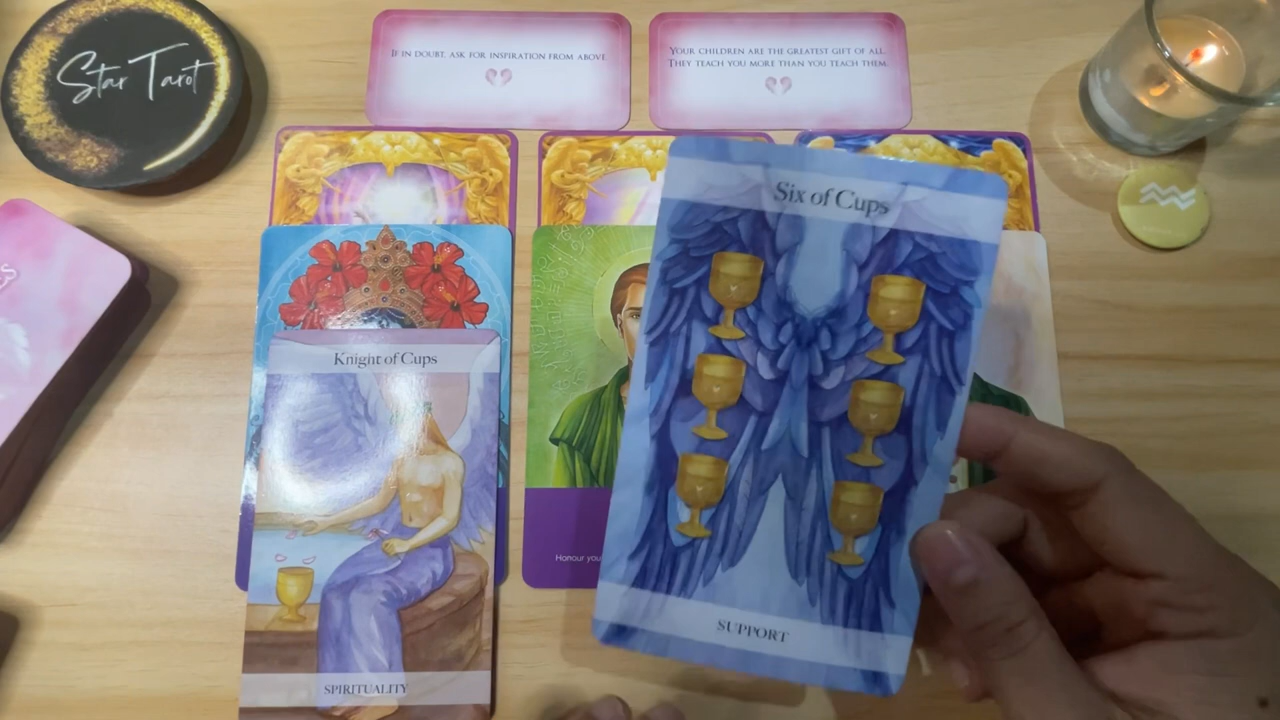 Star Tarot
IF IN DOUBT, ASK FOR INSPIRATION FROM ABOVE
YOUR CHILDREN ARE THE GREATEST GIFT OF ALL.
THEY TEACH YOU MORE THAN YOU TEACH THEM.
Six of Cups
Knight of Cups
Honour you
SUPPORT
SPIRITUALITY